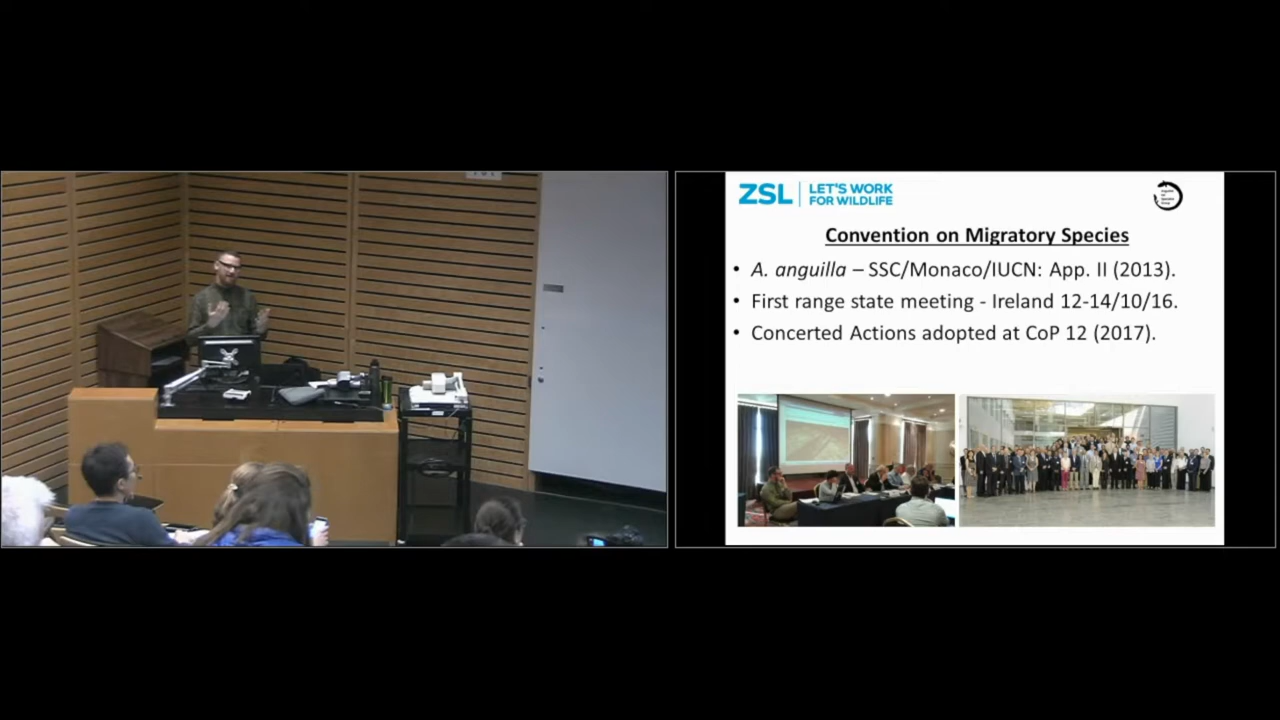 ZSL
LET'S WORK
FOR WILDLIFE
Convention on Migratory Species
• A. anguilla – SSC/Monaco/IUCN: App. II (2013).
• First range state meeting - Ireland 12-14/10/16.
• Concerted Actions adopted at CoP 12 (2017).